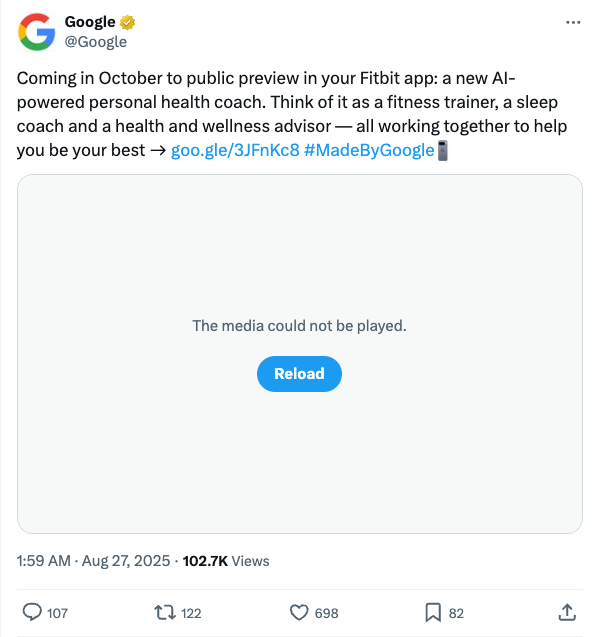 Google
@Google
Coming in October to public preview in your Fitbit app: a new AI-
powered personal health coach. Think of it as a fitness trainer, a sleep
coach and a health and wellness advisor — all working together to help
you be your best → goo.gle/3JFnKc8 #MadeByGoogle
The media could not be played.
Reload
1:59 AM · Aug 27, 2025 · 102.7K Views
107 122 698 82